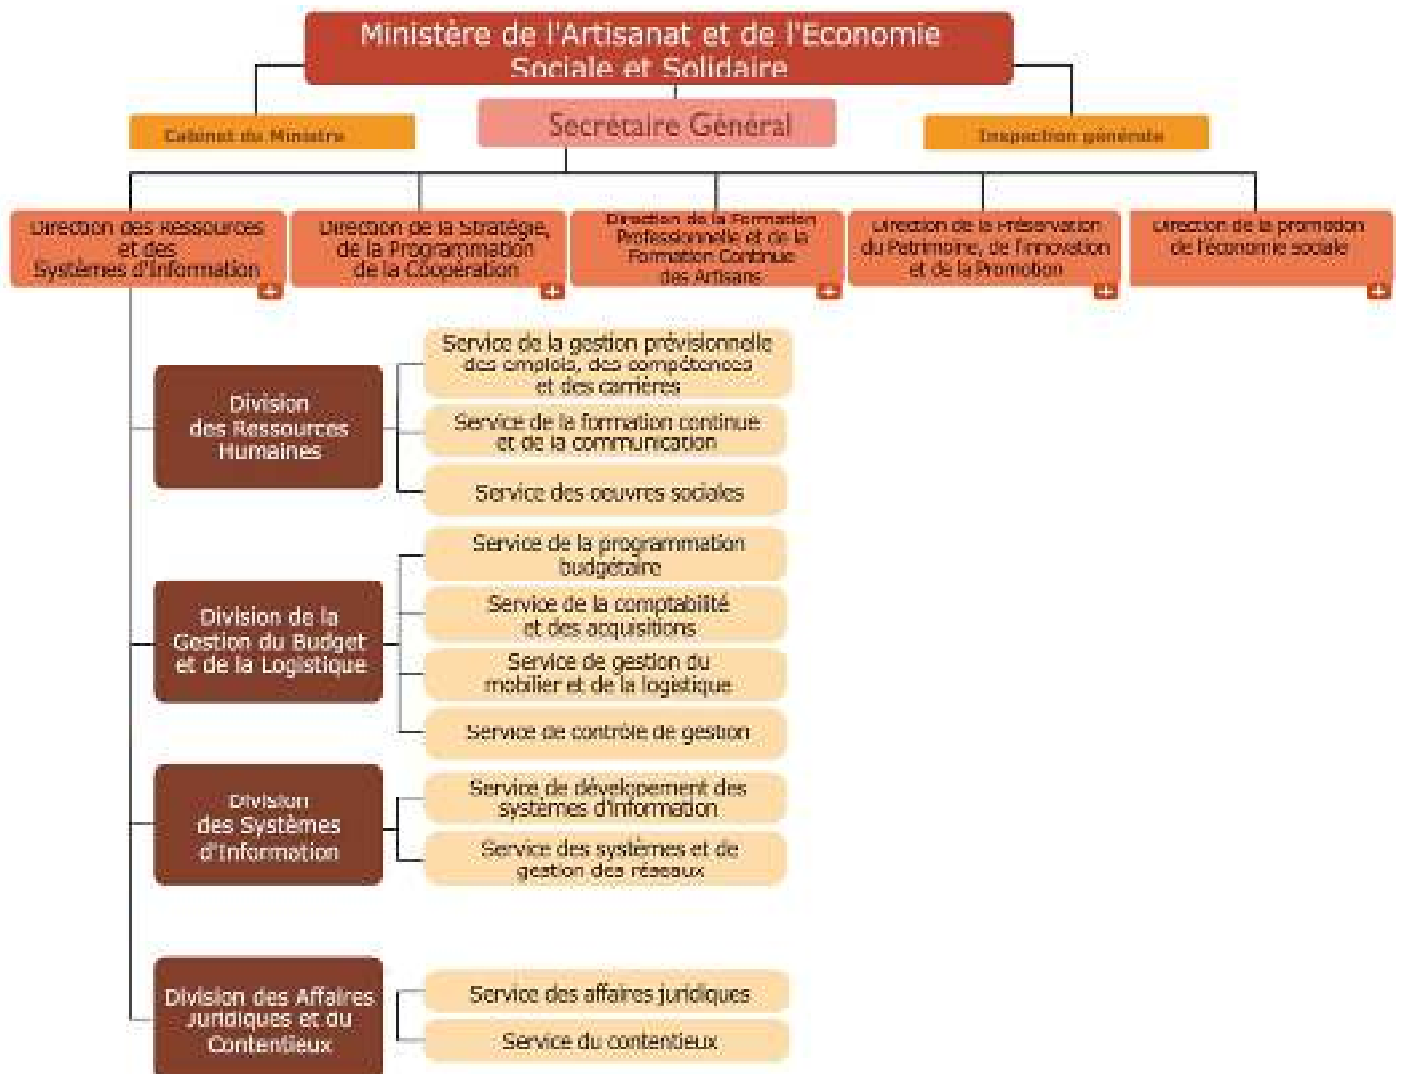 Ministère de l'Artisanat et de l'Economie
Sociale et Solidaire
Cabinet du Ministre
Secrétaire Général
Inspection générale
Direction des Ressources
et des
Systèmes d'Information
Direction de la Stratégie,
de la Programmation
de la Coopération
Direction de la Formation
Professionnelle et de la
Formation Continue
des Artisans
Direction de la Préservation
du Patrimoine, de l'innovation
et de la Promotion
Direction de la promotion
de l'économie sociale
+
+
+
+
+
Division
des Ressources
Humaines
Service de la gestion prévisionnelle
des emplois, des compétences
et des carrières
Service de la formation continue
et de la communication
Service des oeuvres sociales
Division de la
Gestion du Budget
et de la Logistique
Service de la programmation
budgétaire
Service de la comptabilité
et des acquisitions
Service de gestion du
mobilier et de la logistique
Service de contrôle de gestion
Division
des Systèmes
d'Information
Service de dévelopement des
systèmes d'Information
Service des systèmes et de
gestion des réseaux
Division des Affaires
Juridiques et du
Contentieux
Service des affaires juridiques
Service du contentieux